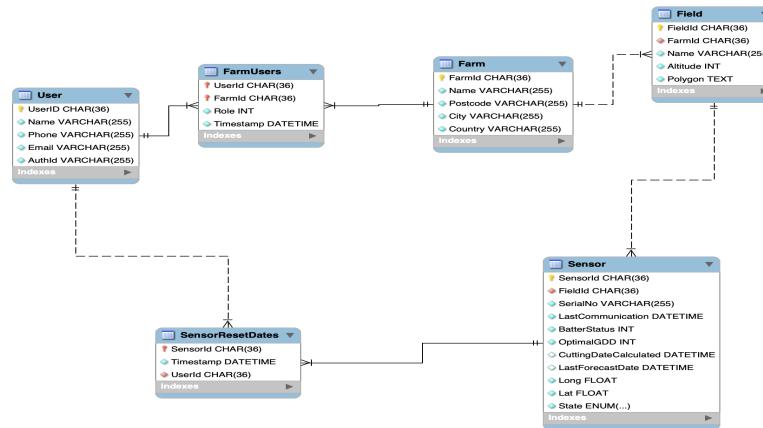 User
UserID CHAR(36)
Name VARCHAR(255)
Phone VARCHAR(255)
Email VARCHAR(255)
AuthId VARCHAR(255)
Indexes
FarmUsers
UserId CHAR(36)
FarmId CHAR(36)
Role INT
Timestamp DATETIME
Indexes
Farm
FarmId CHAR(36)
Name VARCHAR(255)
Postcode VARCHAR(255)
City VARCHAR(255)
Country VARCHAR(255)
Indexes
Field
FieldId CHAR(36)
FarmId CHAR(36)
Name VARCHAR(25
Altitude INT
Polygon TEXT
Indexes
SensorResetDates
SensorId CHAR(36)
Timestamp DATETIME
UserId CHAR(36)
Indexes
Sensor
SensorId CHAR(36)
FieldId CHAR(36)
SerialNo VARCHAR(255)
LastCommunication DATETIME
BatterStatus INT
OptimalGDD INT
CuttingDateCalculated DATETIME
LastForecastDate DATETIME
Long FLOAT
Lat FLOAT
State ENUM(...)
Indexes